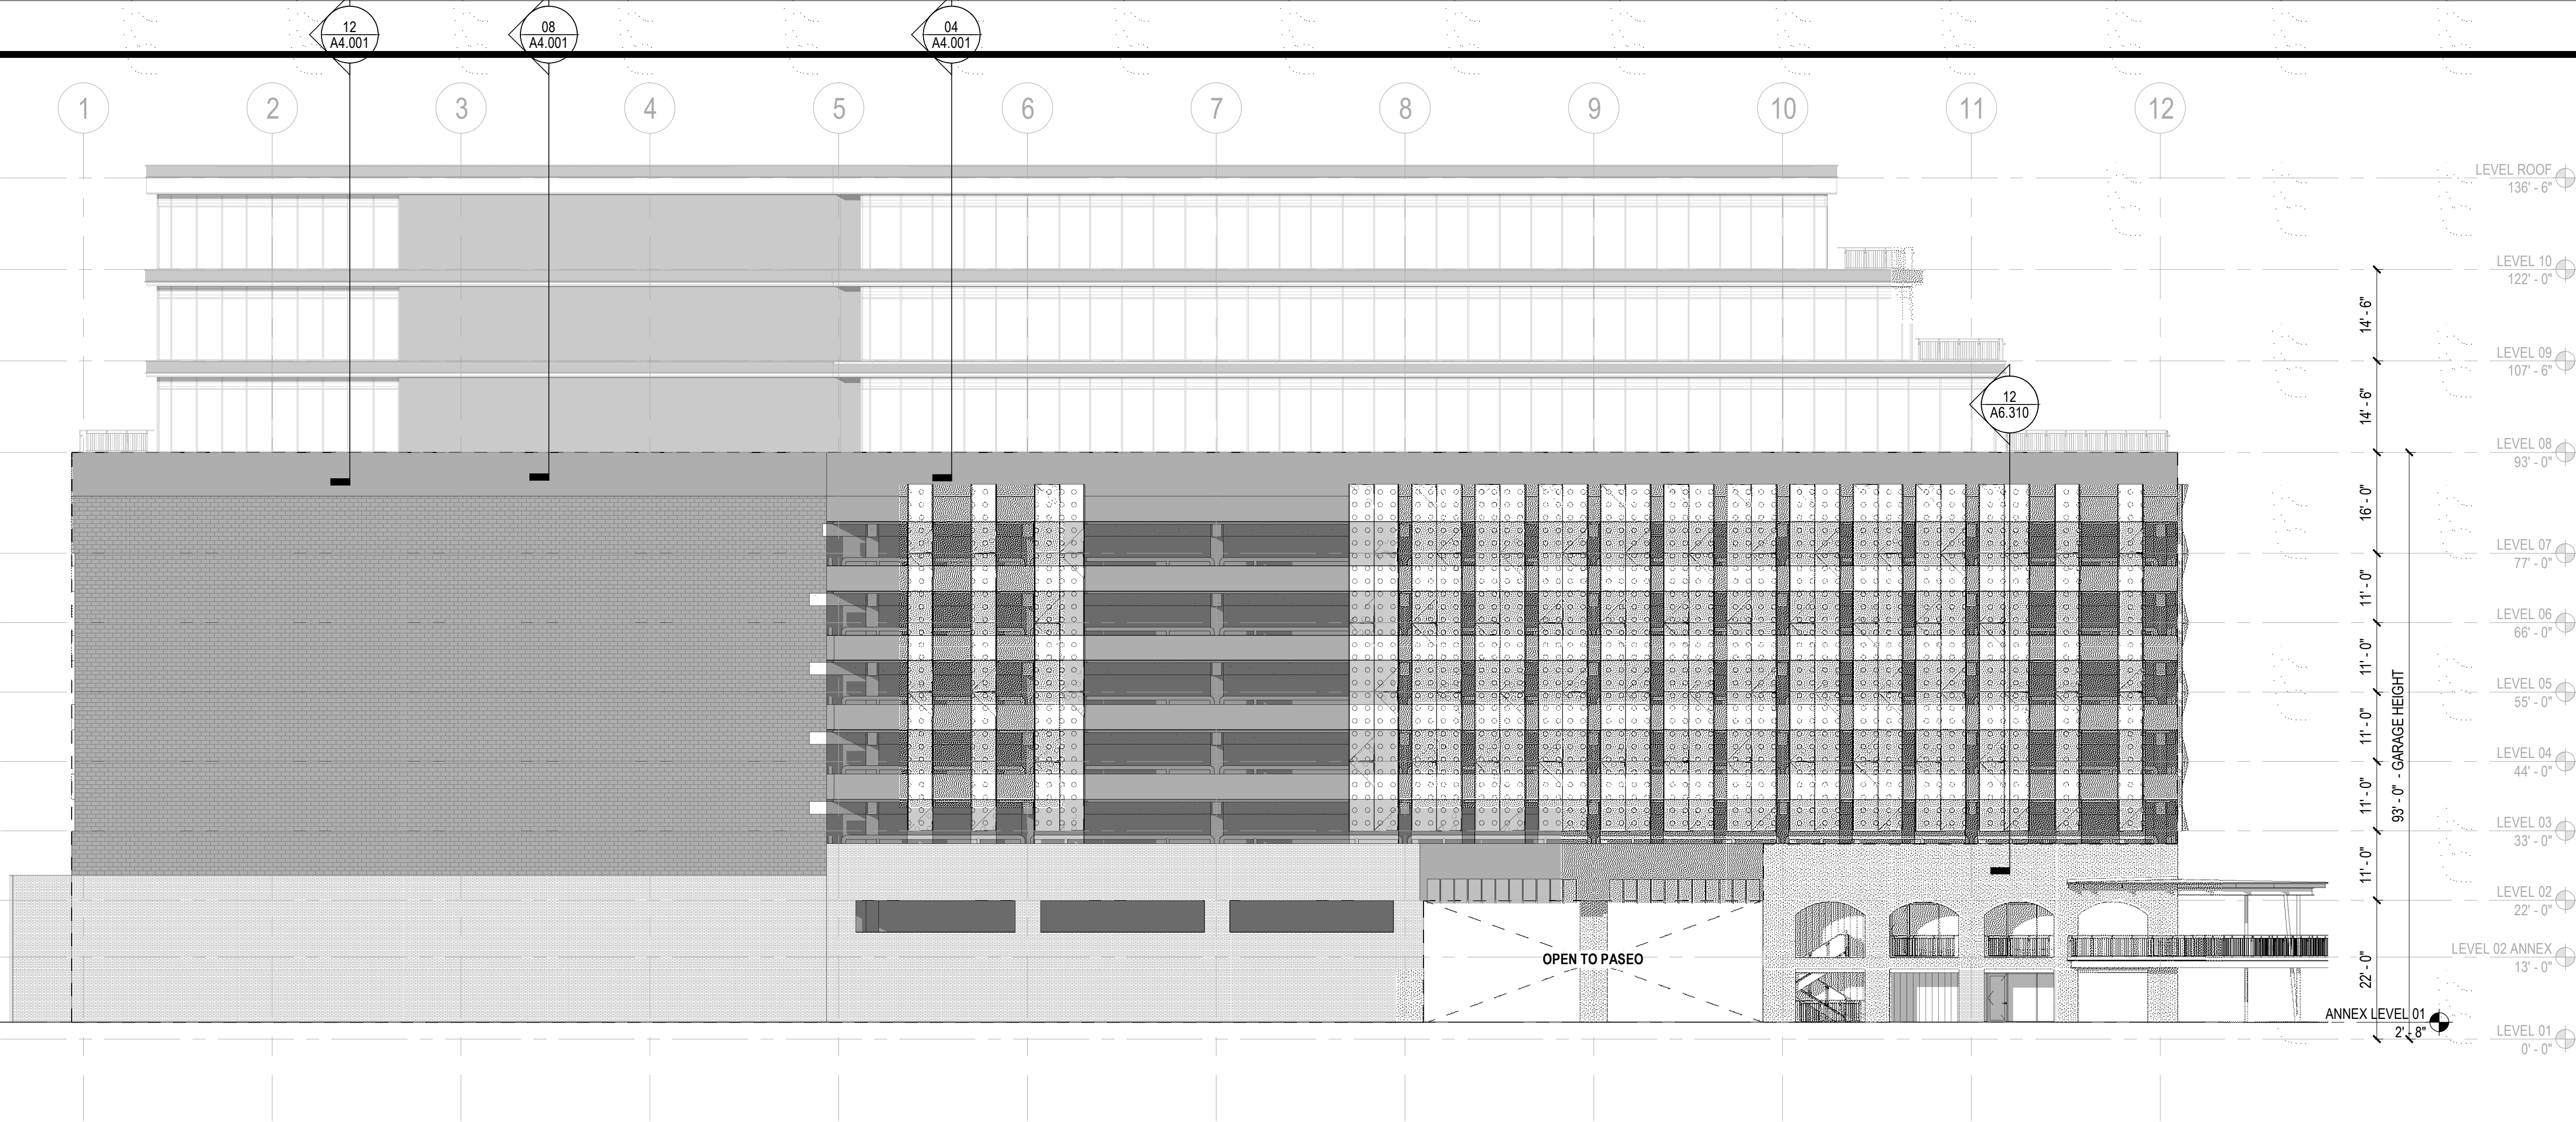 12
A4.001
08
A4.001
04
A4.001
1
2
3
4
5
6
7
8
9
10
11
12
LEVEL ROOF
136' - 6"
LEVEL 10
122' - 0"
14' - 6"
LEVEL 09
107' - 6"
14' - 6"
12
A6.310
LEVEL 08
93' - 0"
16' - 0"
LEVEL 07
77' - 0"
11' - 0"
LEVEL 06
66' - 0"
11' - 0"
LEVEL 05
55' - 0"
11' - 0"
93' - 0" - GARAGE HEIGHT
LEVEL 04
44' - 0"
11' - 0"
LEVEL 03
33' - 0"
11' - 0"
LEVEL 02
22' - 0"
OPEN TO PASEO
LEVEL 02 ANNEX
13' - 0"
22' - 0"
ANNEX LEVEL 01
2' - 8"
LEVEL 01
0' - 0"